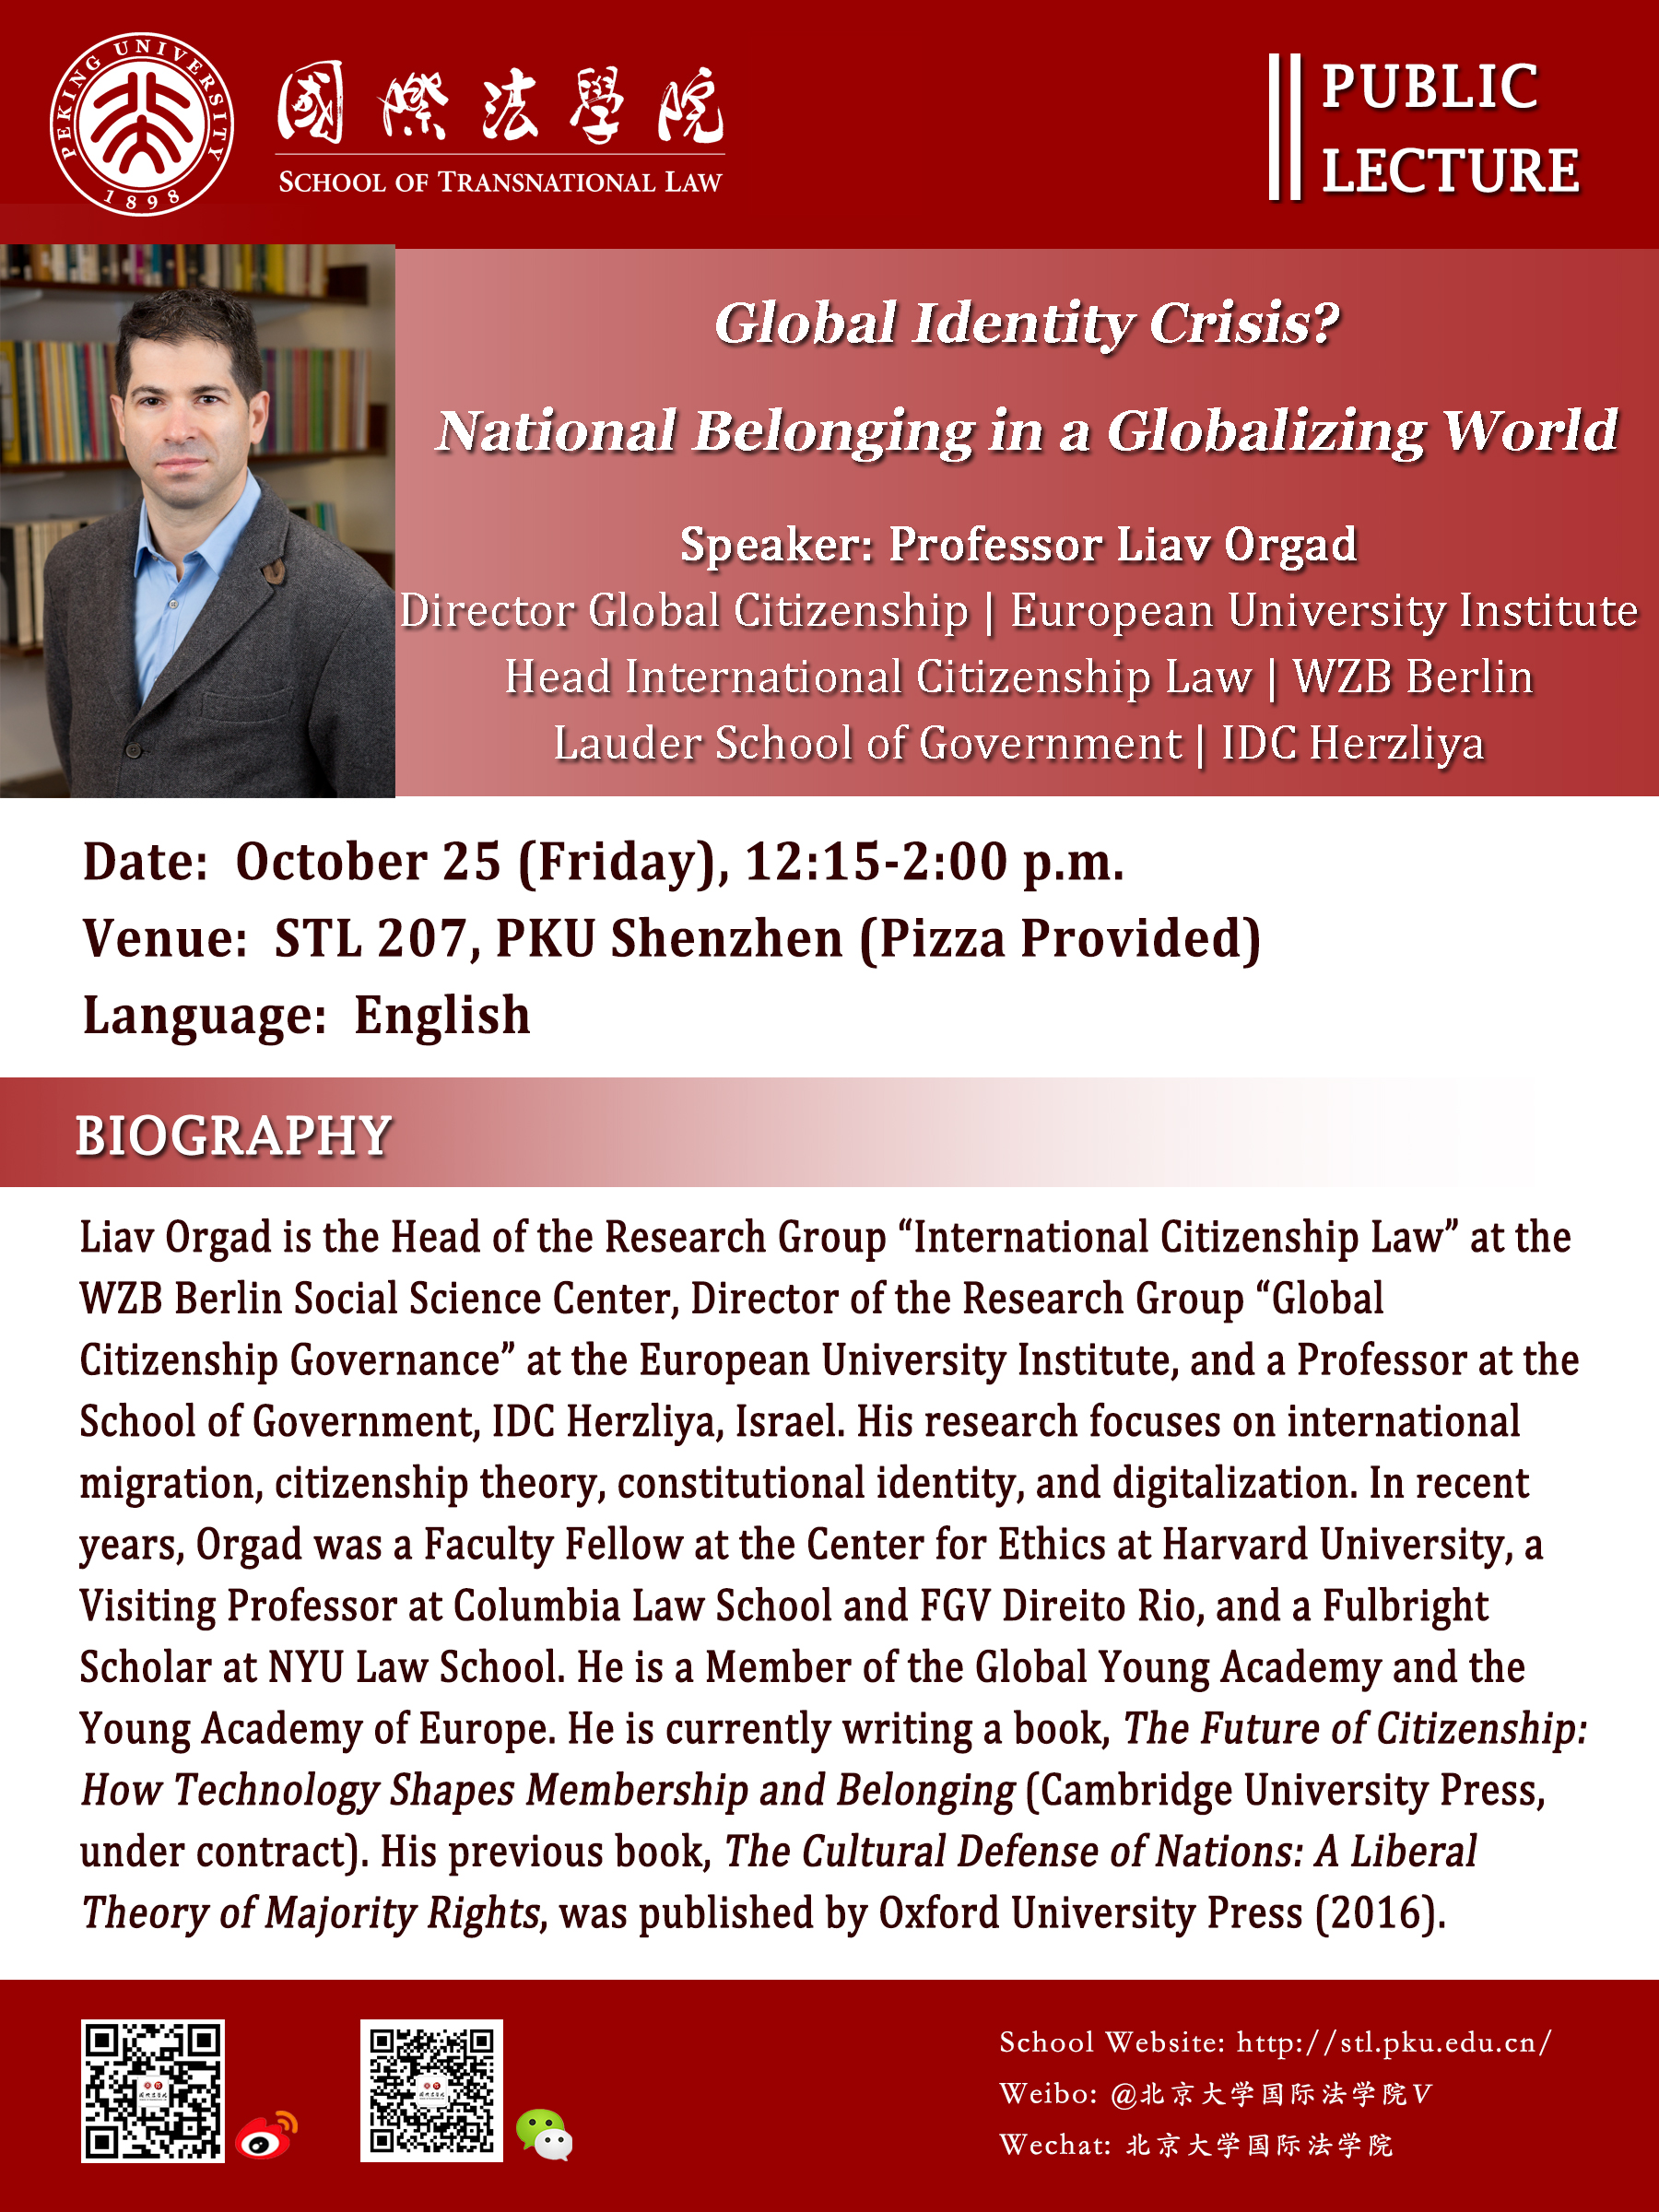 PEKING UNIVERSITY
1898
國際法學院
SCHOOL OF TRANSNATIONAL LAW
PUBLIC
LECTURE
Global Identity Crisis?
National Belonging in a Globalizing World
Speaker: Professor Liav Orgad
Director Global Citizenship | European University Institute
Head International Citizenship Law | WZB Berlin
Lauder School of Government | IDC Herzliya
Date: October 25 (Friday), 12:15-2:00 p.m.
Venue: STL 207, PKU Shenzhen (Pizza Provided)
Language: English
BIOGRAPHY
Liav Orgad is the Head of the Research Group “International Citizenship Law” at the
WZB Berlin Social Science Center, Director of the Research Group “Global
Citizenship Governance” at the European University Institute, and a Professor at the
School of Government, IDC Herzliya, Israel. His research focuses on international
migration, citizenship theory, constitutional identity, and digitalization. In recent
years, Orgad was a Faculty Fellow at the Center for Ethics at Harvard University, a
Visiting Professor at Columbia Law School and FGV Direito Rio, and a Fulbright
Scholar at NYU Law School. He is a Member of the Global Young Academy and the
Young Academy of Europe. He is currently writing a book, The Future of Citizenship:
How Technology Shapes Membership and Belonging (Cambridge University Press,
under contract). His previous book, The Cultural Defense of Nations: A Liberal
Theory of Majority Rights, was published by Oxford University Press (2016).
School Website: http://stl.pku.edu.cn/
Weibo: @北京大学国际法学院V
Wechat: 北京大学国际法学院